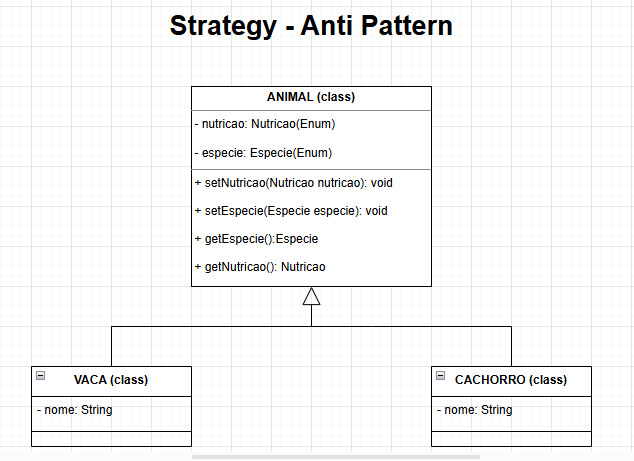 Strategy - Anti Pattern
ANIMAL (class)
- nutricao: Nutricao(Enum)
- especie: Especie(Enum)
+ setNutricao(Nutricao nutricao): void
+ setEspecie(Especie especie): void
+ getEspecie():Especie
+ getNutricao(): Nutricao
VACA (class)
- nome: String
CACHORRO (class)
- nome: String